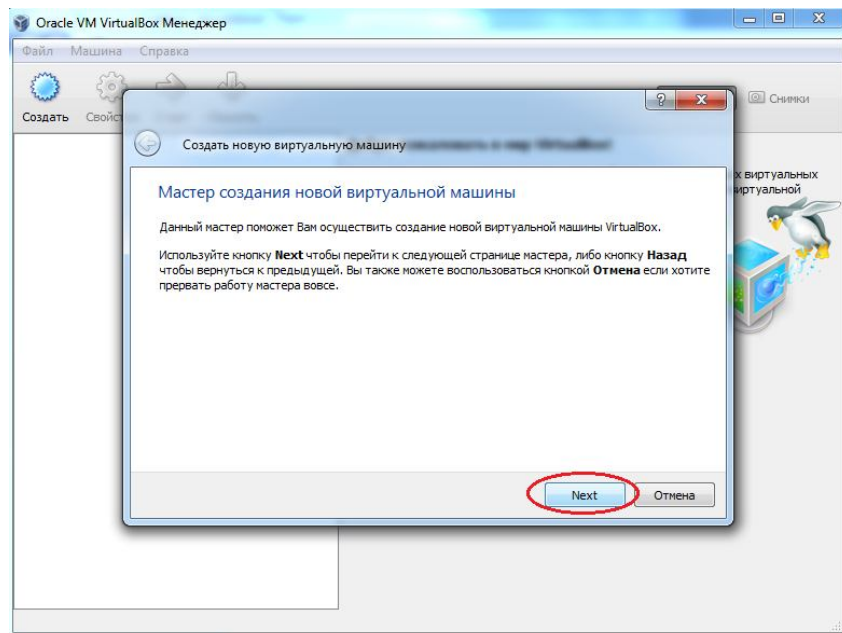 Oracle VM VirtualBox Менеджер
Файл Машина Справка
Создать
Снимки
Создать новую виртуальную машину
х виртуальных
иртуальной
Мастер создания новой виртуальной машины
Данный мастер поможет Вам осуществить создание новой виртуальной машины VirtualBox.
Используйте кнопку Next чтобы перейти к следующей странице мастера, либо кнопку Назад
чтобы вернуться к предыдущей. Вы также можете воспользоваться кнопкой Отмена если хотите
прервать работу мастера вовсе.
Next Отмена